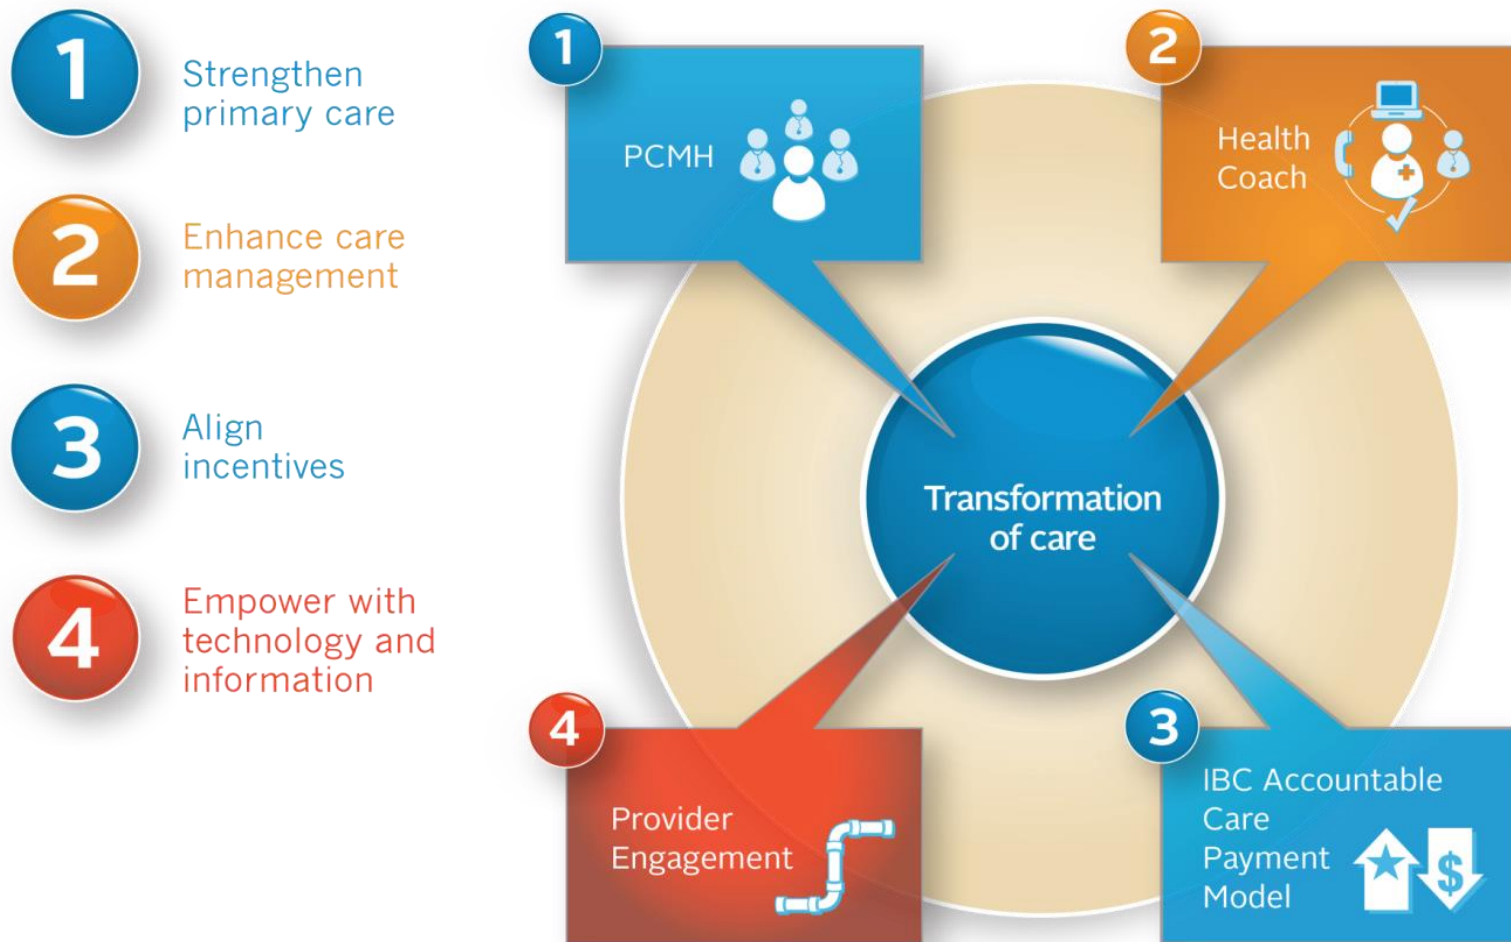 1
Strengthen
primary care
2
Enhance care
management
3
Align
incentives
4
Empower with
technology and
information
1
PCMH
2
Health
Coach
Transformation
of care
4
Provider
Engagement
3
IBC Accountable
Care
Payment
Model
$